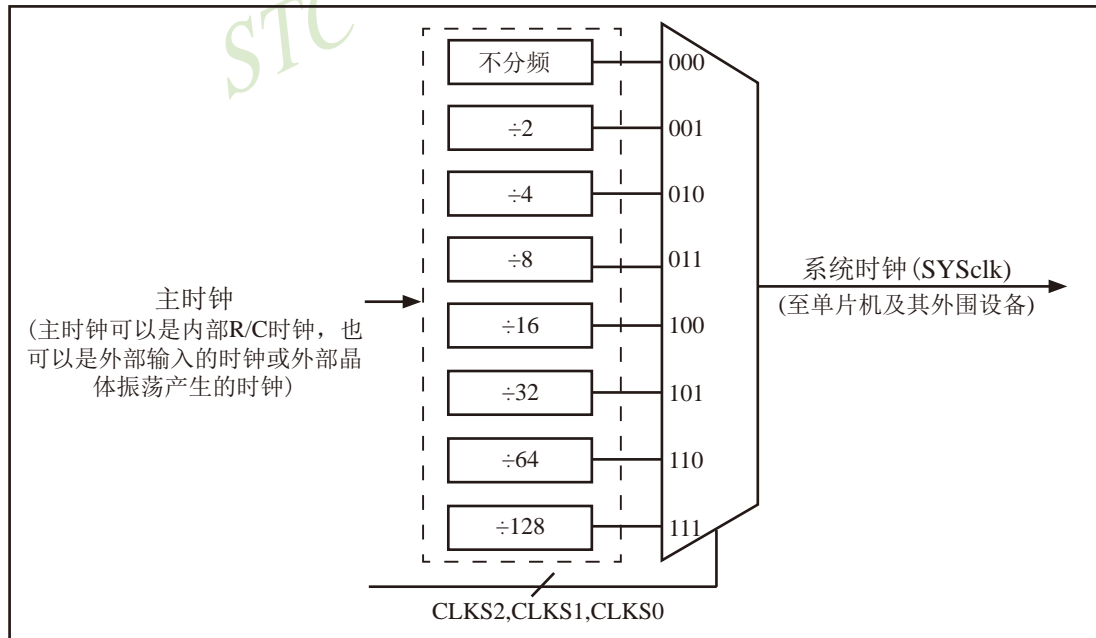 STC
不分频 000
÷2 001
÷4 010
÷8 011
÷16 100
÷32 101
÷64 110
÷128 111
主时钟
(主时钟可以是内部R/C时钟，也
可以是外部输入的时钟或外部晶
体振荡产生的时钟)
系统时钟(SYSclk)
(至单片机及其外围设备)
CLKS2,CLKS1,CLKS0